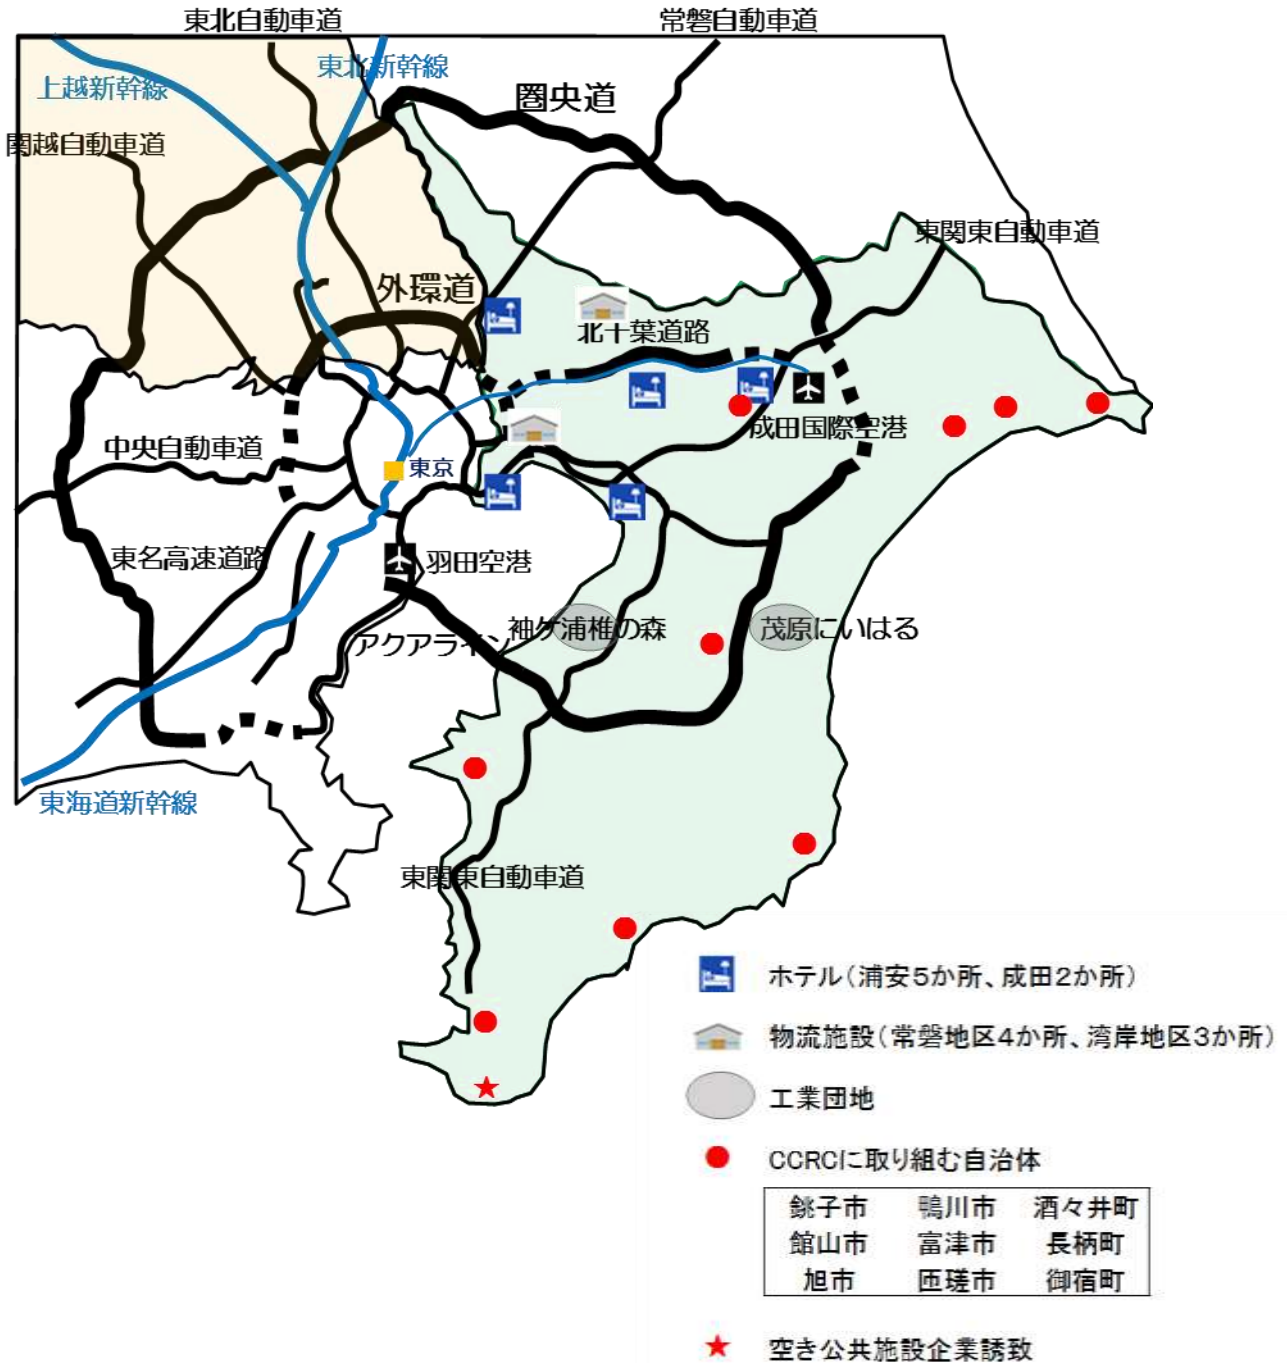 東北自動車道
常磐自動車道
東北新幹線
上越新幹線
圏央道
関越自動車道
東関東自動車道
外環道
北千葉道路
成田国際空港
中央自動車道
東京
東名高速道路
羽田空港
アクアライン
袖ケ浦椎の森
茂原にいはる
東海道新幹線
東関東自動車道
ホテル(浦安5か所、成田2か所)
物流施設(常磐地区4か所、湾岸地区3か所)
工業団地
CCRCに取り組む自治体
銚子市 鴨川市 酒々井町
館山市 富津市 長柄町
旭市 匝瑳市 御宿町
空き公共施設企業誘致